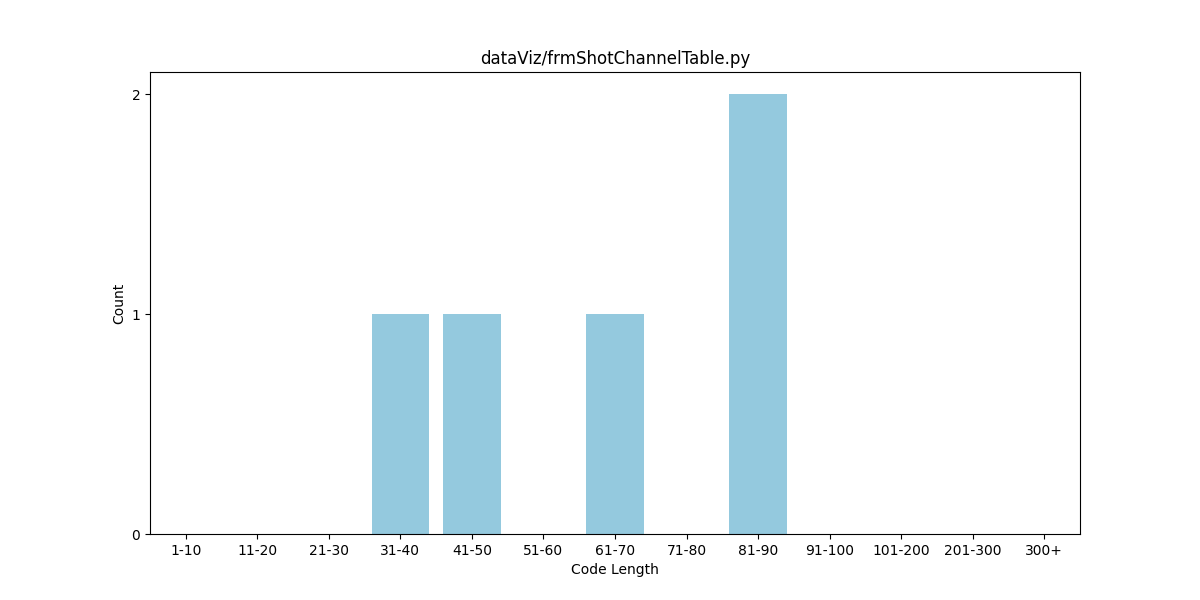 dataViz/frmShotChannelTable.py
2
1
0
Count
1-10 11-20 21-30 31-40 41-50 51-60 61-70 71-80 81-90 91-100 101-200 201-300 300+
Code Length